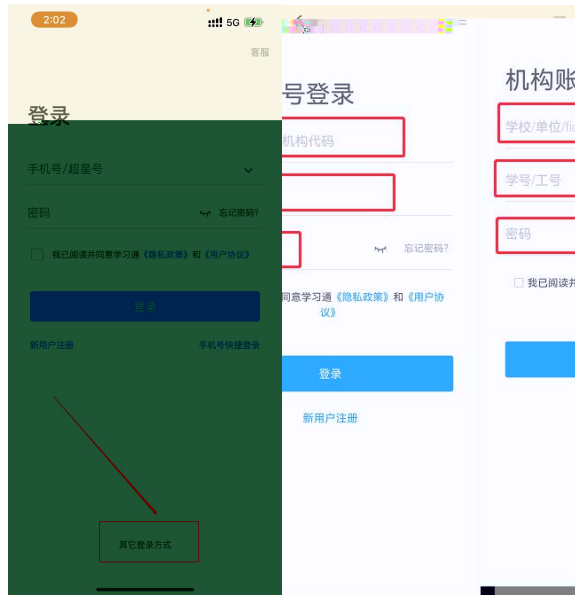 2:02
5G
客服
登录
手机号/超星号
密码
忘记密码?
我已阅读并同意学习通《隐私政策》和《用户协议》
登录
新用户注册
手机号快捷登录
其它登录方式
号登录
机构代码
忘记密码?
同意学习通《隐私政策》和《用户协
议》
登录
新用户注册
机构账
学校/单位/fid
学号/工号
密码
我已阅读并